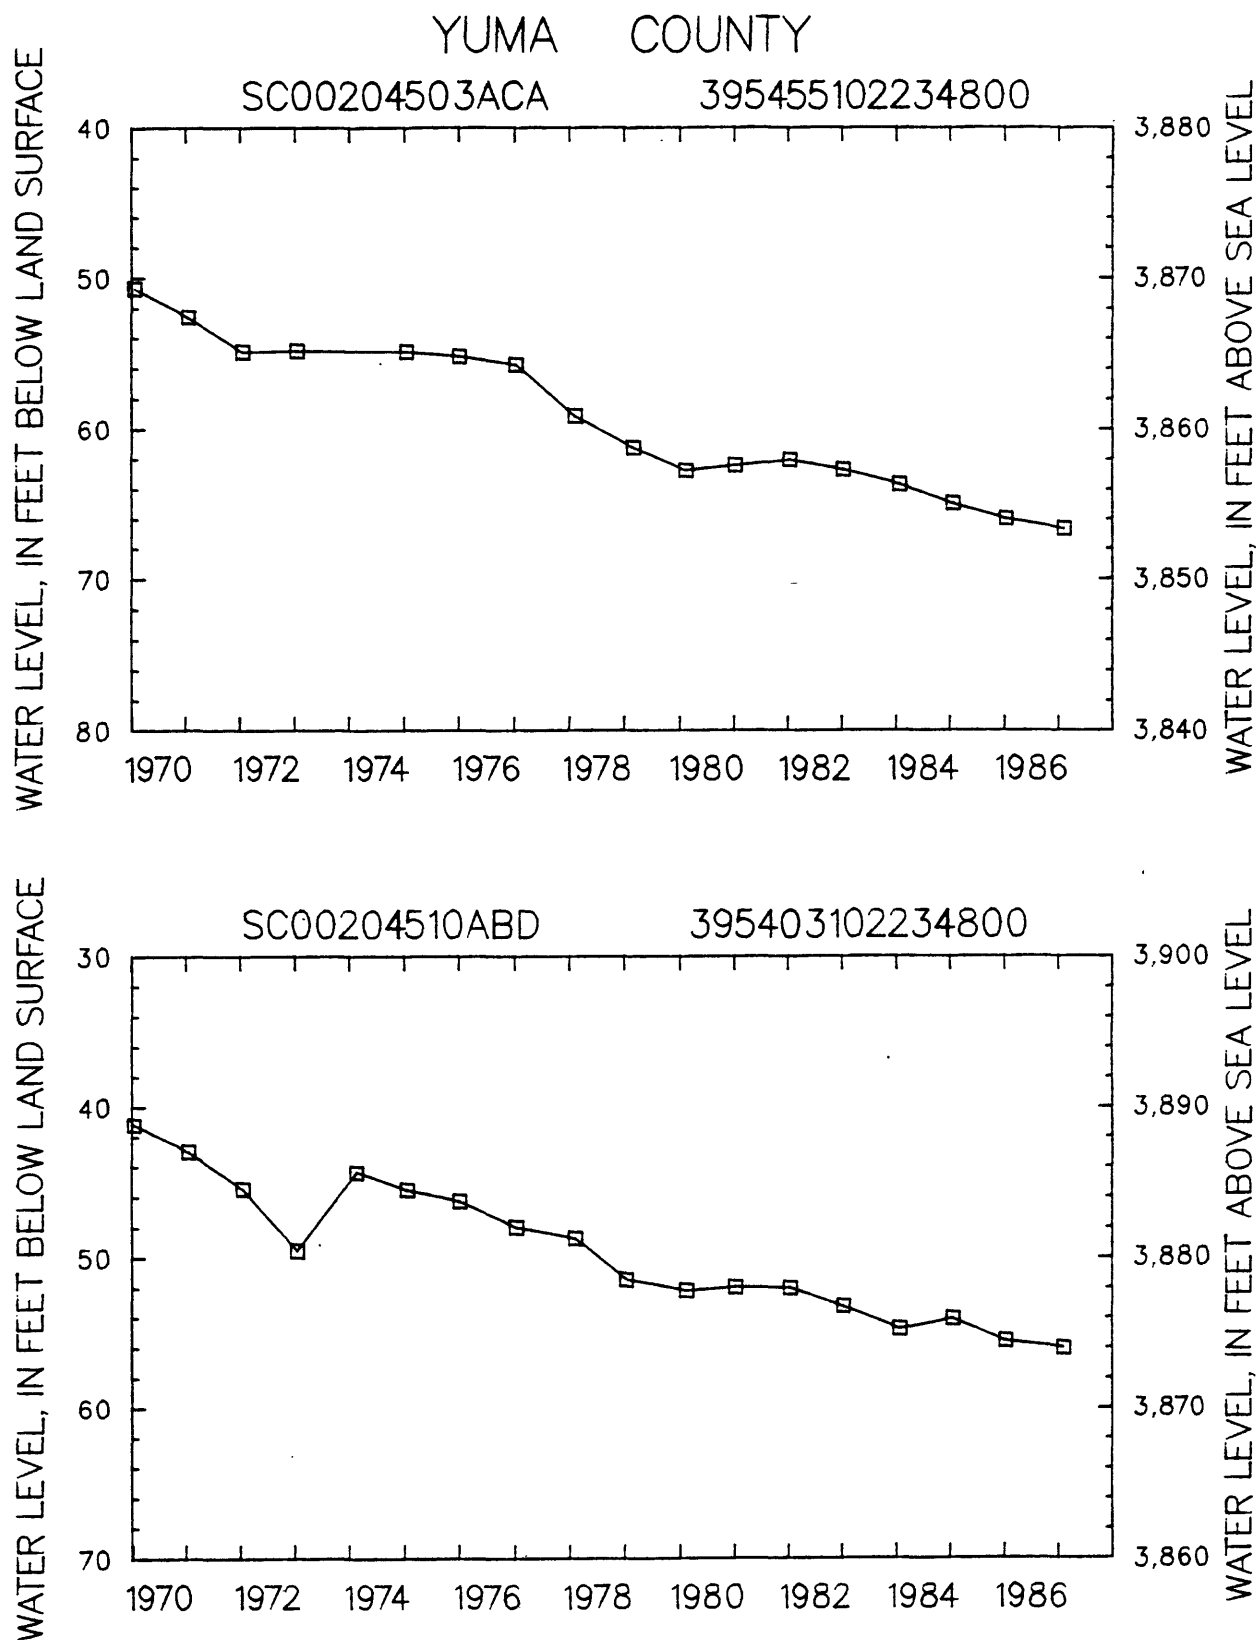 YUMA COUNTY
SC00204503ACA 395455102234800
WATER LEVEL, IN FEET BELOW LAND SURFACE
40
50
60
70
80
3,880
3,870
3,860
3,850
3,840
WATER LEVEL, IN FEET ABOVE SEA LEVEL
1970 1972 1974 1976 1978 1980 1982 1984 1986
SC00204510ABD 395403102234800
WATER LEVEL, IN FEET BELOW LAND SURFACE
30
40
50
60
70
3,900
3,890
3,880
3,870
3,860
WATER LEVEL, IN FEET ABOVE SEA LEVEL
1970 1972 1974 1976 1978 1980 1982 1984 1986